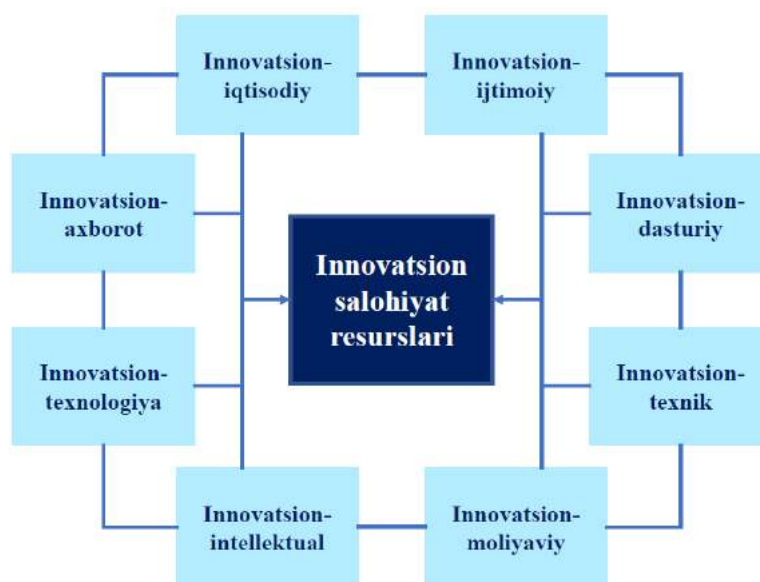 Innovatsion-
iqtisodiy
Innovatsion-
ijtimoiy
Innovatsion-
axborot
Innovatsion
salohiyat
resurslari
Innovatsion-
dasturiy
Innovatsion-
texnologiya
Innovatsion-
texnik
Innovatsion-
intellektual
Innovatsion-
moliyaviy